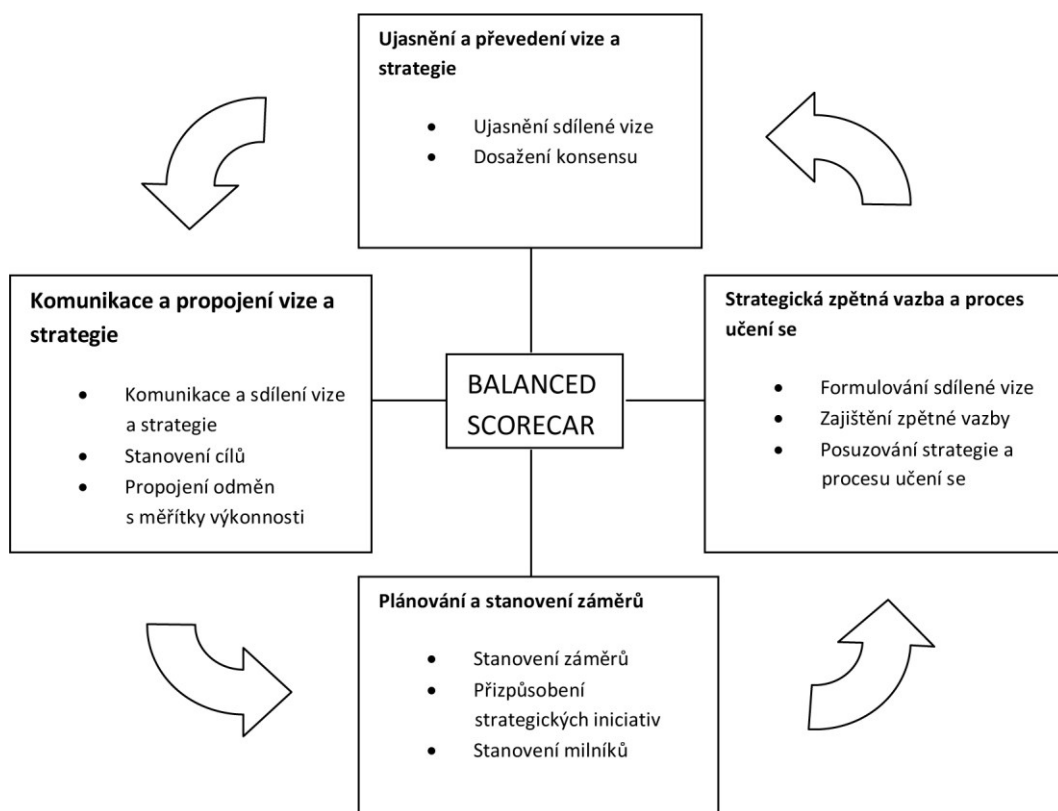 Ujasnění a převedení vize a
strategie
• Ujasnění sdílené vize
• Dosažení konsensu
Komunikace a propojení vize a
strategie
• Komunikace a sdílení vize
a strategie
• Stanovení cílů
• Propojení odměn
s měřítky výkonnosti
BALANCED
SCORECAR
Strategická zpětná vazba a proces
učení se
• Formulování sdílené vize
• Zajištění zpětné vazby
• Posuzování strategie a
procesu učení se
Plánování a stanovení záměrů
• Stanovení záměrů
• Přizpůsobení
strategických iniciativ
• Stanovení milníků